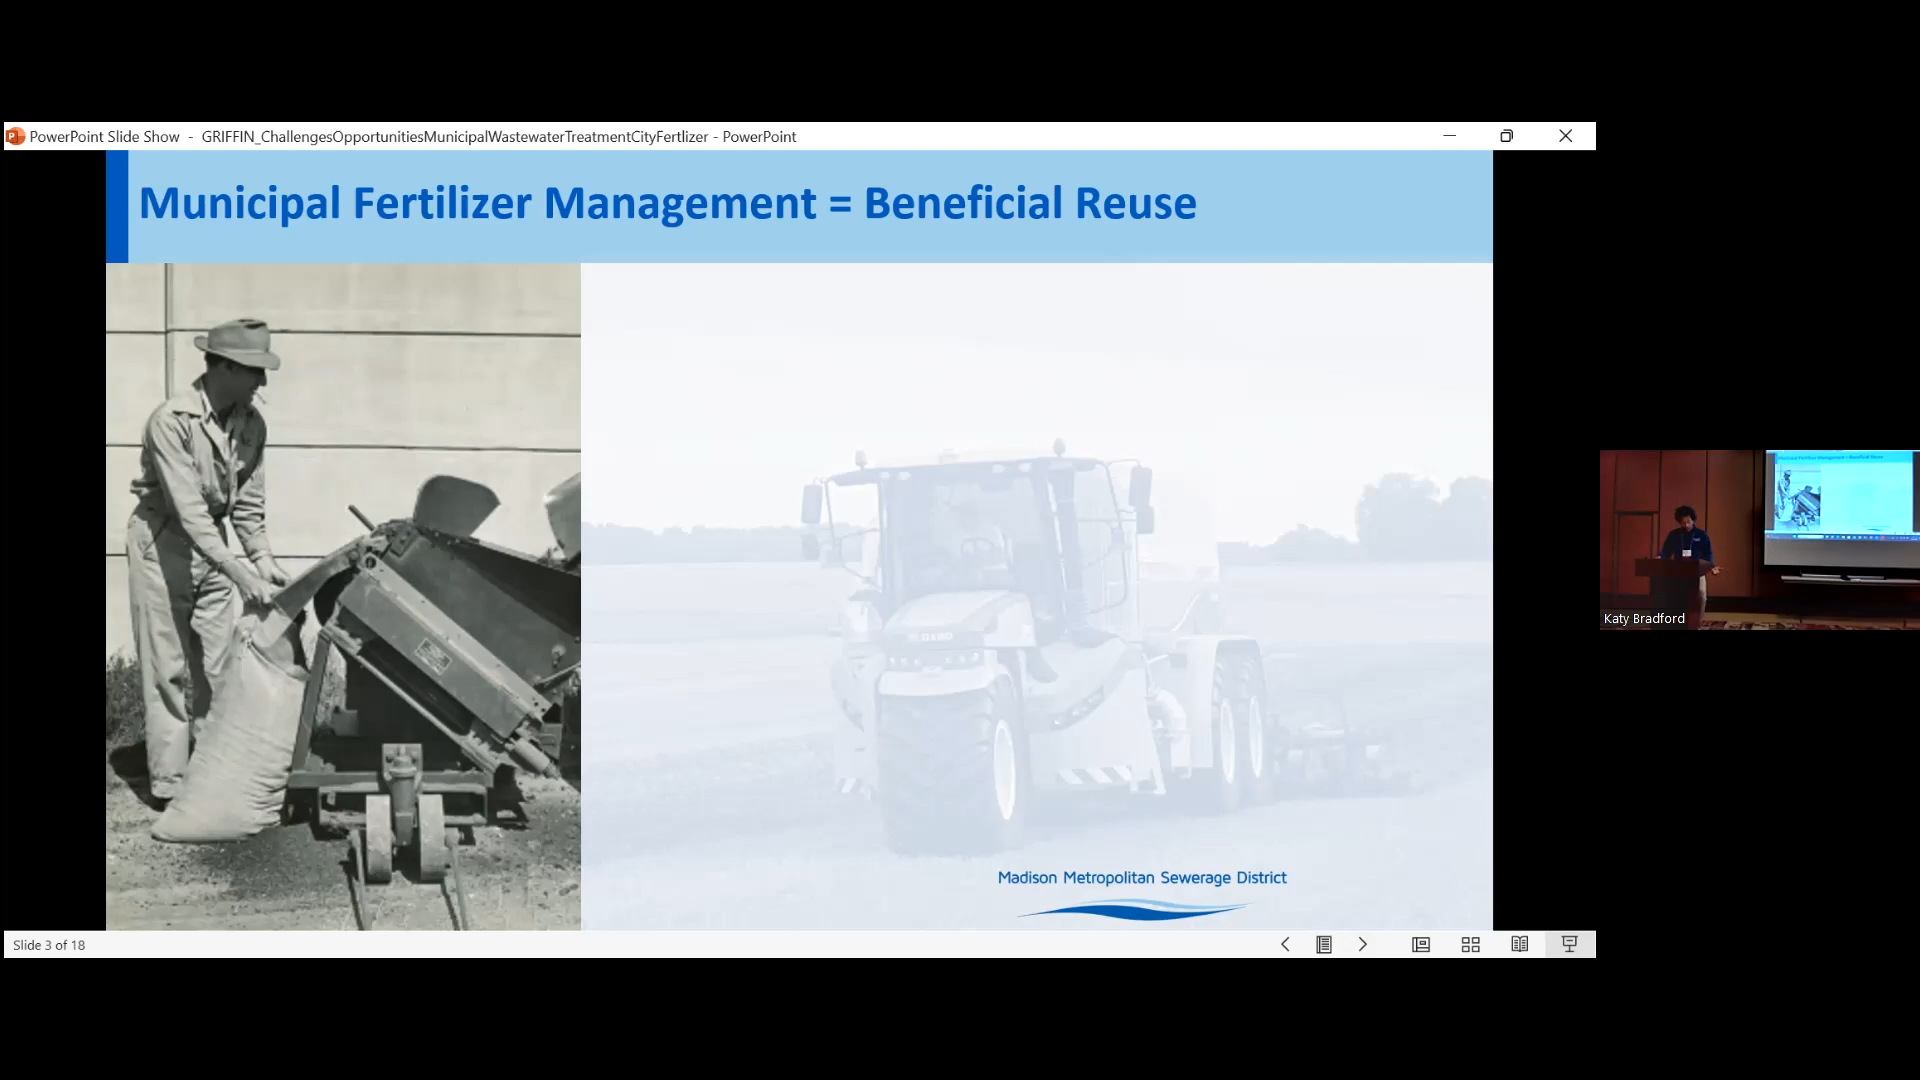 PowerPoint Slide Show - GRIFFIN_ChallengesOpportunitiesMunicipalWastewaterTreatmentCityFertlizer - PowerPoint
Municipal Fertilizer Management = Beneficial Reuse
Madison Metropolitan Sewerage District
Katy Bradford
Slide 3 of 18